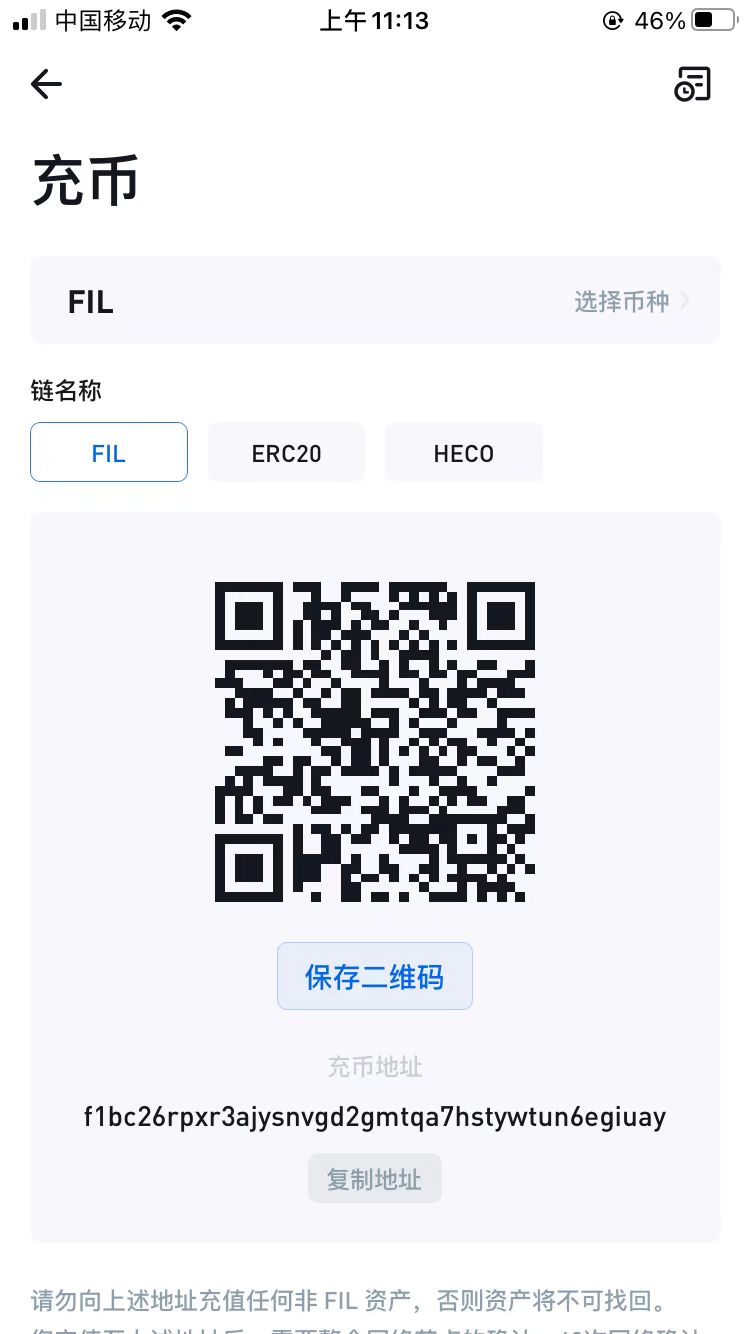 中国移动 上午11:13 46%
充币
FIL 选择币种
链名称
FIL ERC20 HECO
保存二维码
充币地址
f1bc26rpxr3ajysnvgd2gmtqa7hstywtun6egiuay
复制地址
请勿向上述地址充值任何非 FIL 资产，否则资产将不可找回。